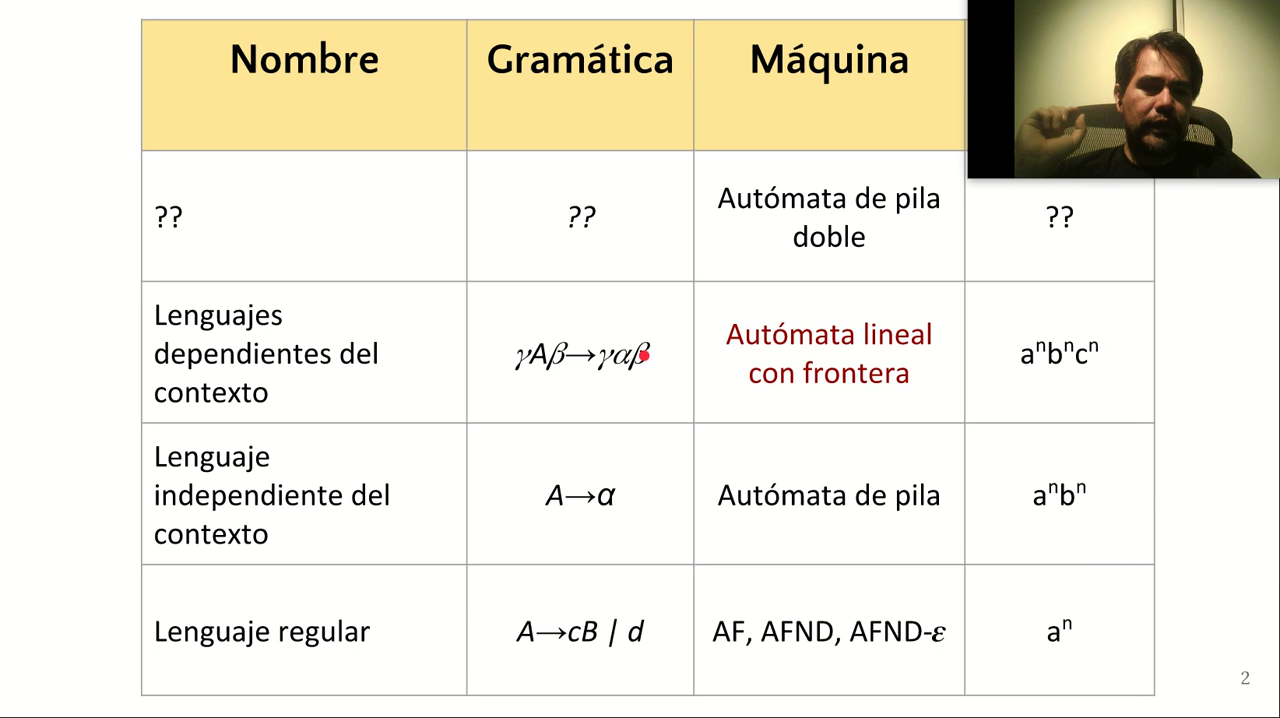 Nombre
Gramática
Máquina
??
??
Autómata de pila
doble
??
Lenguajes
dependientes del
contexto
γAβ→γαβ
Autómata lineal
con frontera
aⁿbⁿcⁿ
Lenguaje
independiente del
contexto
A→α
Autómata de pila
aⁿbⁿ
Lenguaje regular
A→cB | d
AF, AFND, AFND-ε
aⁿ
2